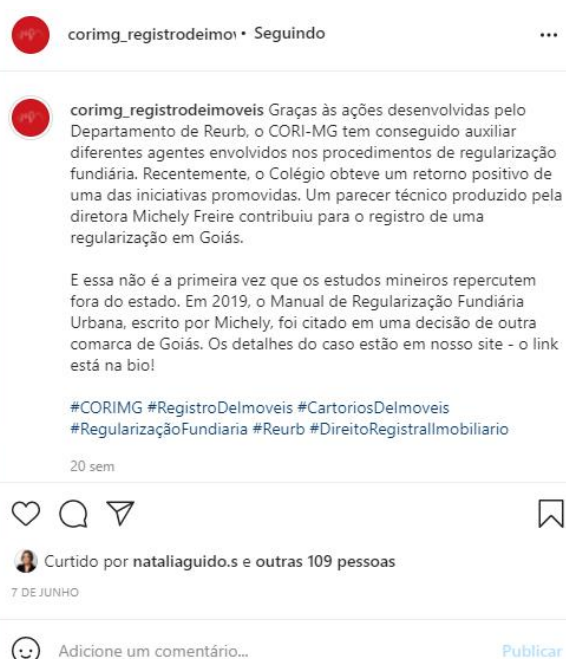 corimg_registrodeimov • Seguindo
corimg_registrodeimoveis Graças às ações desenvolvidas pelo
Departamento de Reurb, o CORI-MG tem conseguido auxiliar
diferentes agentes envolvidos nos procedimentos de regularização
fundiária. Recentemente, o Colégio obteve um retorno positivo de
uma das iniciativas promovidas. Um parecer técnico produzido pela
diretora Michely Freire contribuiu para o registro de uma
regularização em Goiás.
E essa não é a primeira vez que os estudos mineiros repercutem
fora do estado. Em 2019, o Manual de Regularização Fundiária
Urbana, escrito por Michely, foi citado em uma decisão de outra
comarca de Goiás. Os detalhes do caso estão em nosso site - o link
está na bio!
#CORIMG #RegistroDeImoveis #CartoriosDeImoveis
#RegularizaçãoFundiaria #Reurb #DireitoRegistralImobiliario
20 sem
Curtido por nataliaguido.s e outras 109 pessoas
7 DE JUNHO
Adicione um comentário... Publicar